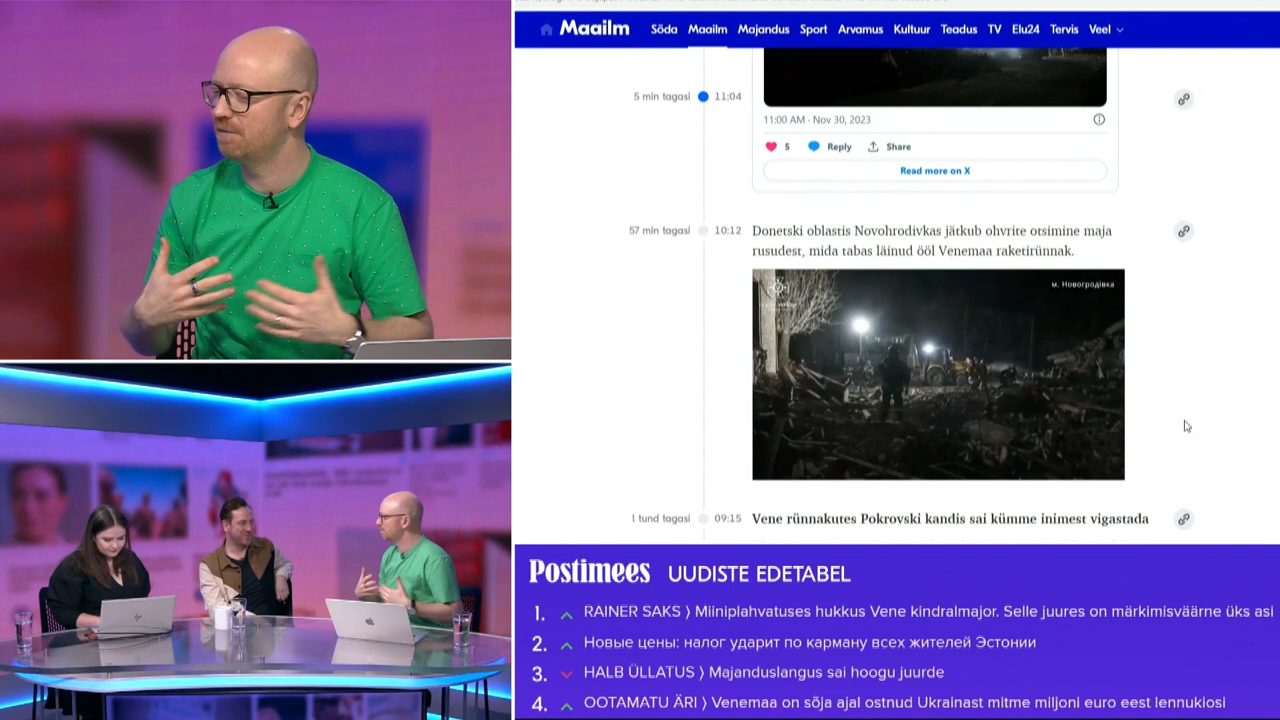 Maailm Sõda Maailm Majandus Sport Arvamus Kultuur Teadus TV Elu24 Tervis Veel
5 min tagasi 11:04
11:00 AM · Nov 30, 2023
5 Reply Share
Read more on X
57 min tagasi 10:12 Donetski oblastis Novohrodivkas jätkub ohvrite otsimine maja
rusudest, mida tabas läinud ööl Venemaa raketirünnak.
м. Новогродівка
1 tund tagasi 09:15 Vene rünnakutes Pokrovski kandis sai kümme inimest vigastada
Postimees UUDISTE EDETABEL
1. RAINER SAKS ⟩ Miiniplahvatuses hukkus Vene kindralmajor. Selle juures on märkimisväärne üks asi
2. Новые цены: налог ударит по карману всех жителей Эстонии
3. HALB ÜLLATUS ⟩ Majanduslangus sai hoogu juurde
4. OOTAMATU ÄRI ⟩ Venemaa on sõja ajal ostnud Ukrainast mitme miljoni euro eest lennukiosi